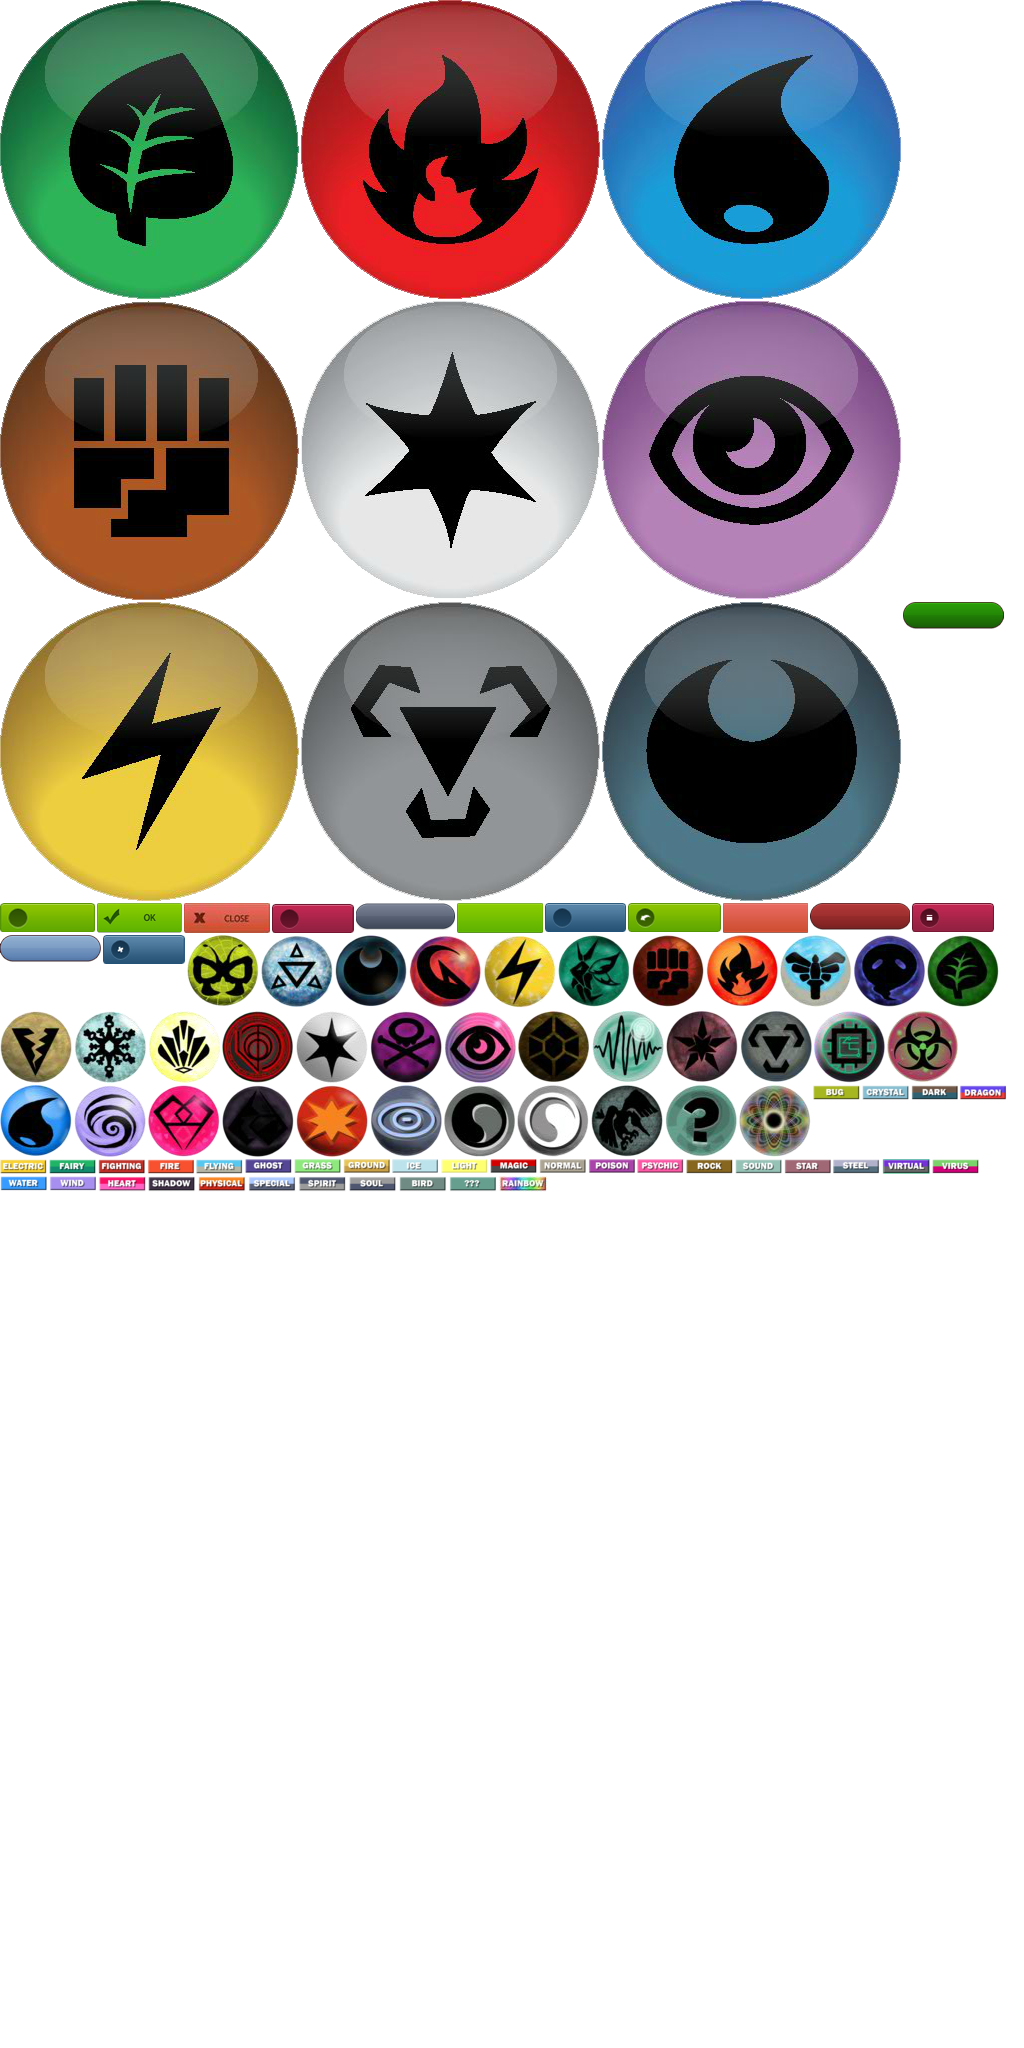 OK CLOSE
BUG CRYSTAL DARK DRAGON
ELECTRIC FAIRY FIGHTING FIRE FLYING GHOST GRASS GROUND ICE LIGHT MAGIC NORMAL POISON PSYCHIC ROCK SOUND STAR STEEL VIRTUAL VIRUS
WATER WIND HEART SHADOW PHYSICAL SPECIAL SPIRIT SOUL BIRD ??? RAINBOW